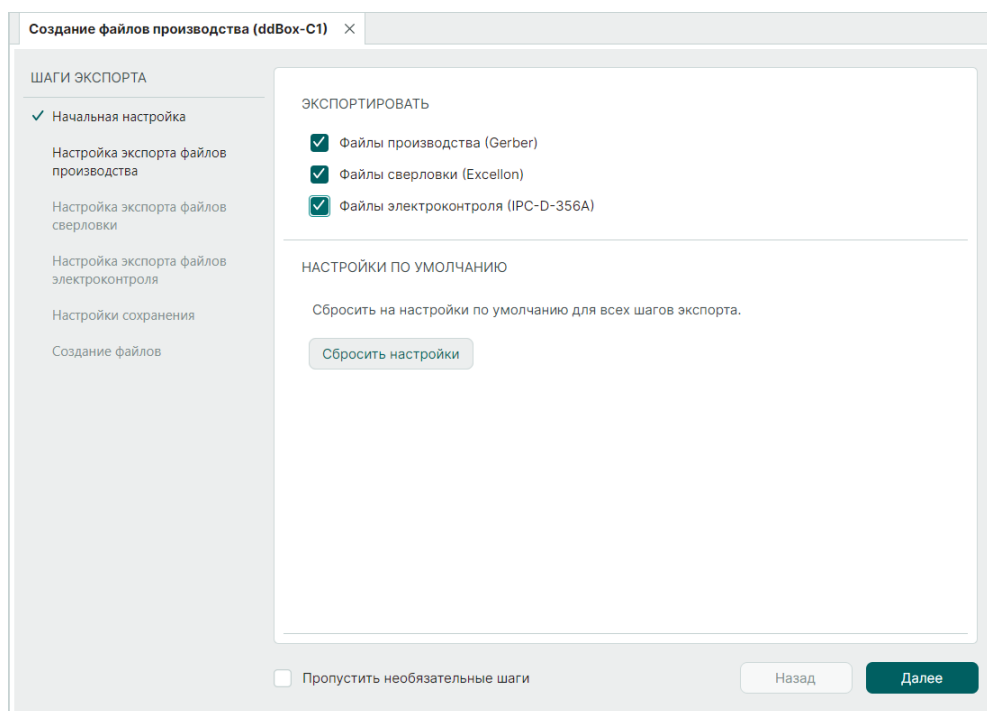 Создание файлов производства (ddBox-C1)
ШАГИ ЭКСПОРТА
Начальная настройка
Настройка экспорта файлов
производства
Настройка экспорта файлов
сверловки
Настройка экспорта файлов
электроконтроля
Настройки сохранения
Создание файлов
ЭКСПОРТИРОВАТЬ
Файлы производства (Gerber)
Файлы сверловки (Excellon)
Файлы электроконтроля (IPC-D-356A)
НАСТРОЙКИ ПО УМОЛЧАНИЮ
Сбросить на настройки по умолчанию для всех шагов экспорта.
Сбросить настройки
Пропустить необязательные шаги
Назад
Далее